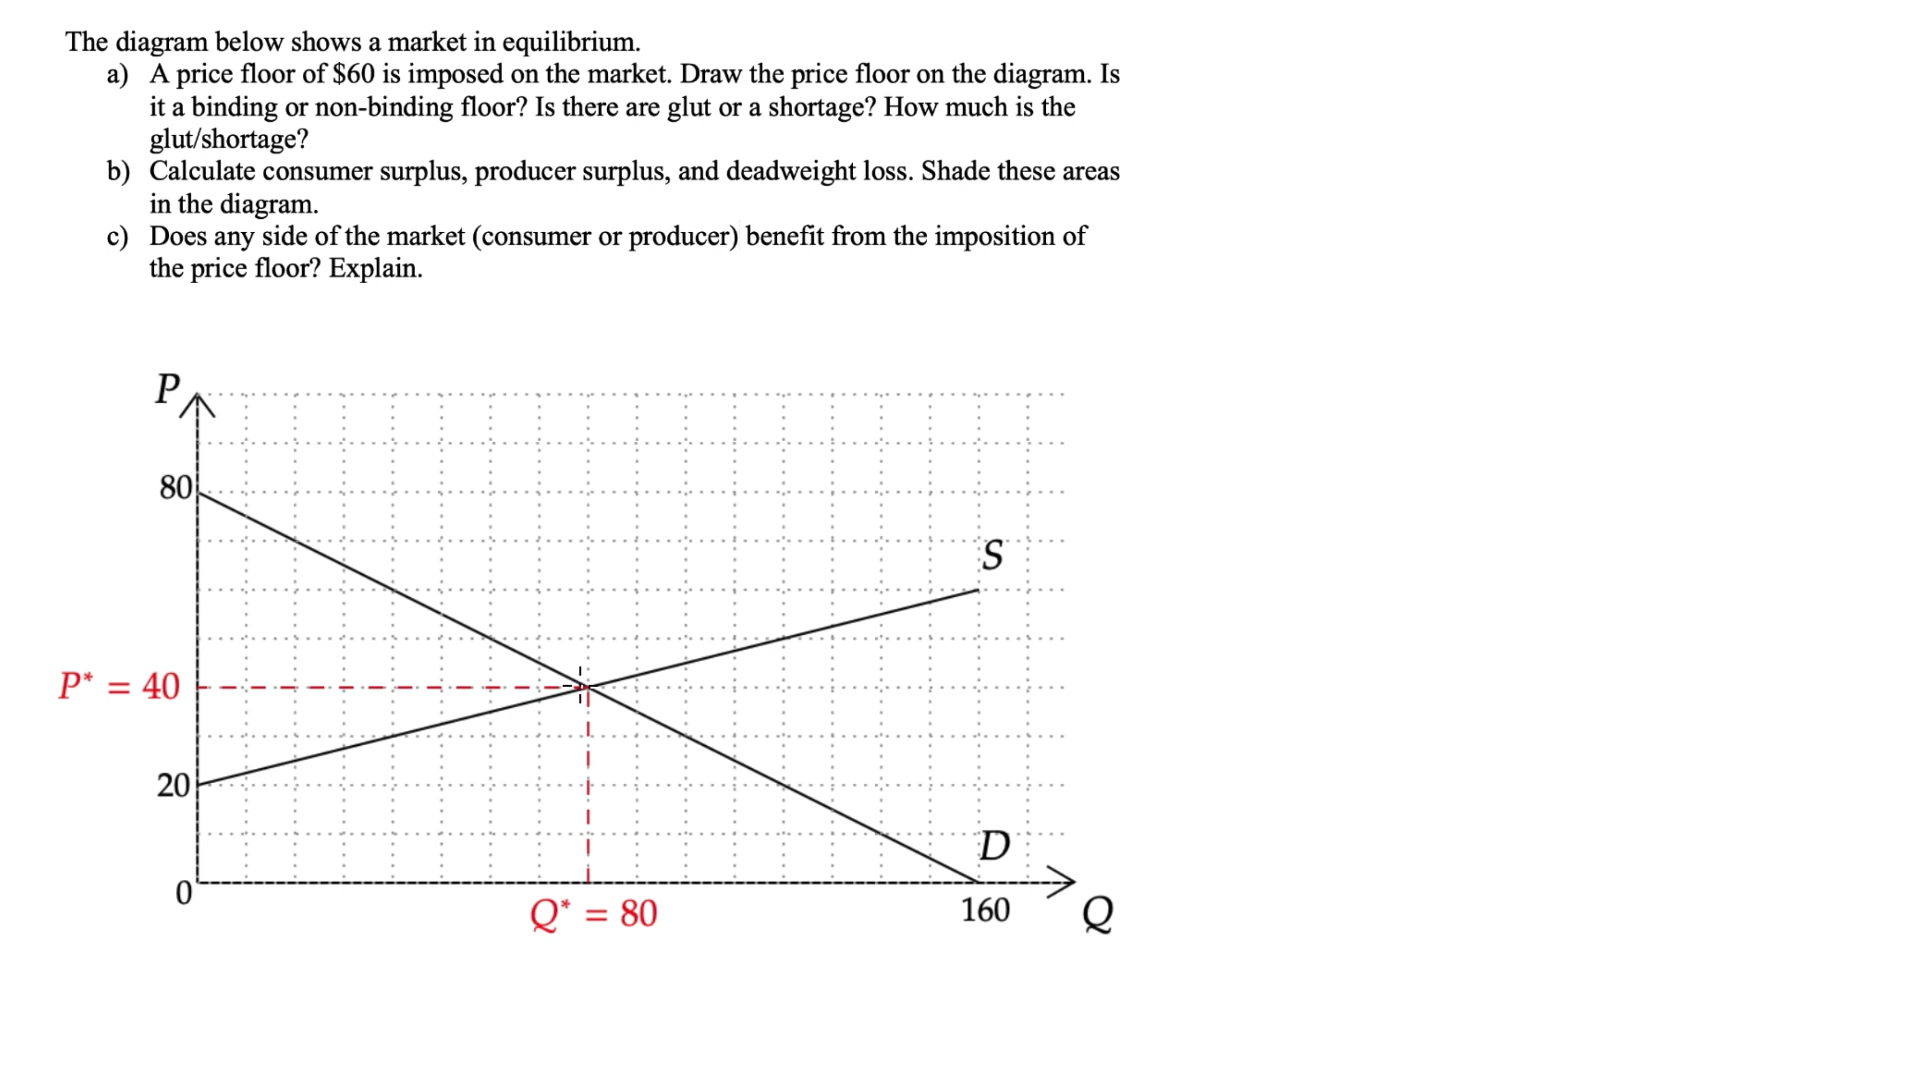 The diagram below shows a market in equilibrium.
a) A price floor of $60 is imposed on the market. Draw the price floor on the diagram. Is
it a binding or non-binding floor? Is there are glut or a shortage? How much is the
glut/shortage?
b) Calculate consumer surplus, producer surplus, and deadweight loss. Shade these areas
in the diagram.
c) Does any side of the market (consumer or producer) benefit from the imposition of
the price floor? Explain.
P
80
S
P* = 40
20
D
0
Q* = 80
160
Q